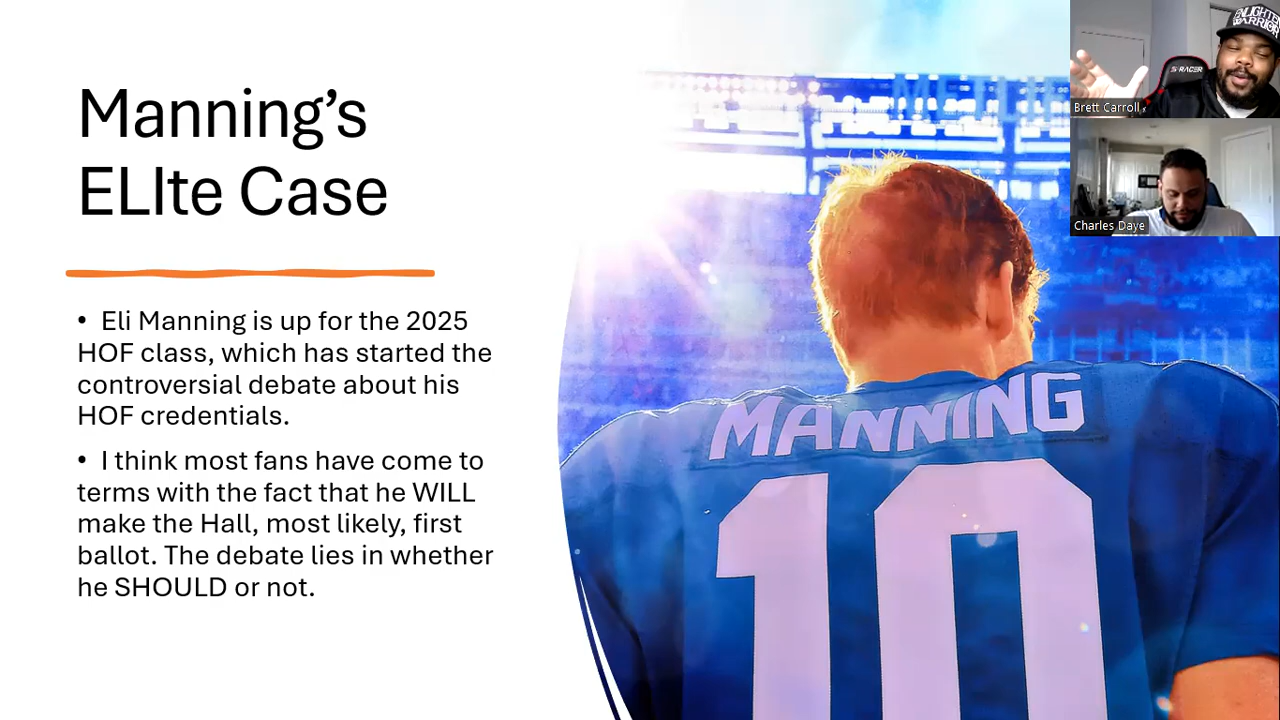 Manning’s
ELIte Case
• Eli Manning is up for the 2025
HOF class, which has started the
controversial debate about his
HOF credentials.
• I think most fans have come to
terms with the fact that he WILL
make the Hall, most likely, first
ballot. The debate lies in whether
he SHOULD or not.
MANNING
10
S-RACER
Brett Carroll
Charles Daye